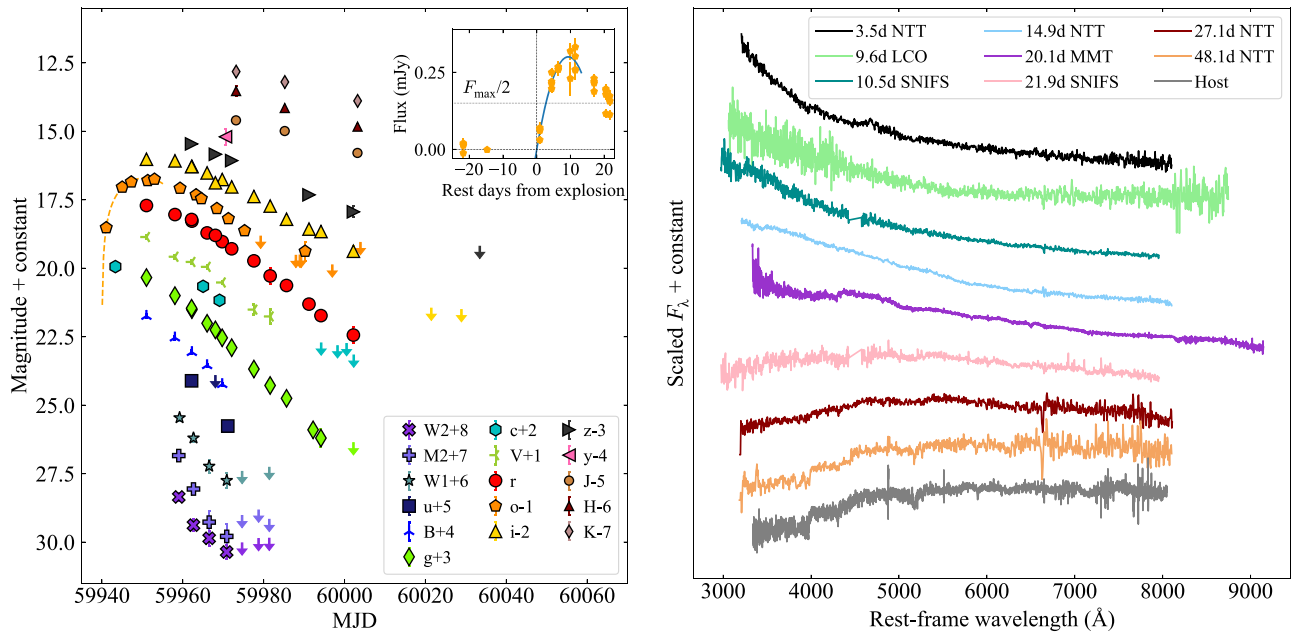 12.5
15.0
17.5
20.0
22.5
25.0
27.5
30.0
Magnitude + constant
59940 59960 59980 60000 60020 60040 60060
MJD
0.25
0.00
Flux (mJy)
F_max/2
−20 −10 0 10 20
Rest days from explosion
W2+8
M2+7
W1+6
u+5
B+4
g+3
c+2
V+1
r
o-1
i-2
z-3
y-4
J-5
H-6
K-7
Scaled F_λ + constant
3.5d NTT
9.6d LCO
10.5d SNIFS
14.9d NTT
20.1d MMT
21.9d SNIFS
27.1d NTT
48.1d NTT
Host
3000 4000 5000 6000 7000 8000 9000
Rest-frame wavelength (Å)